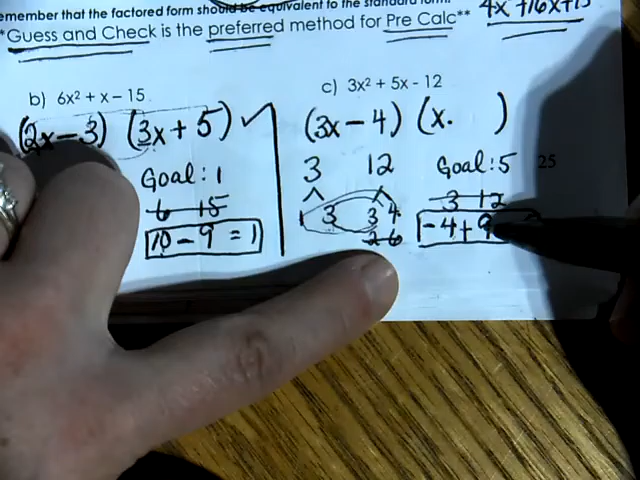 emember that the factored form should be equivalent to the standard form.
*Guess and Check is the preferred method for Pre Calc**
4x² +16x+15
b) 6x² + x – 15
(2x – 3) (3x + 5) ✓
Goal: 1
6 15
10 – 9 = 1
c) 3x² + 5x - 12
(3x – 4) (x. )
3 12
Goal: 5
25
1 3 3 4
2 6
3 12
-4+9